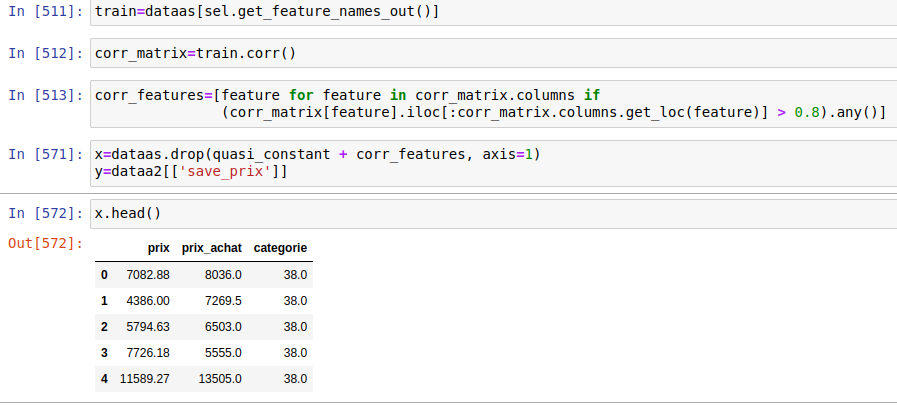 In [511]: train=dataas[sel.get_feature_names_out()]
In [512]: corr_matrix=train.corr()
In [513]: corr_features=[feature for feature in corr_matrix.columns if
(corr_matrix[feature].iloc[:corr_matrix.columns.get_loc(feature)] > 0.8).any()]
In [571]: x=dataas.drop(quasi_constant + corr_features, axis=1)
y=dataa2[['save_prix']]
In [572]: x.head()
Out[572]:
prix prix_achat categorie
0 7082.88 8036.0 38.0
1 4386.00 7269.5 38.0
2 5794.63 6503.0 38.0
3 7726.18 5555.0 38.0
4 11589.27 13505.0 38.0